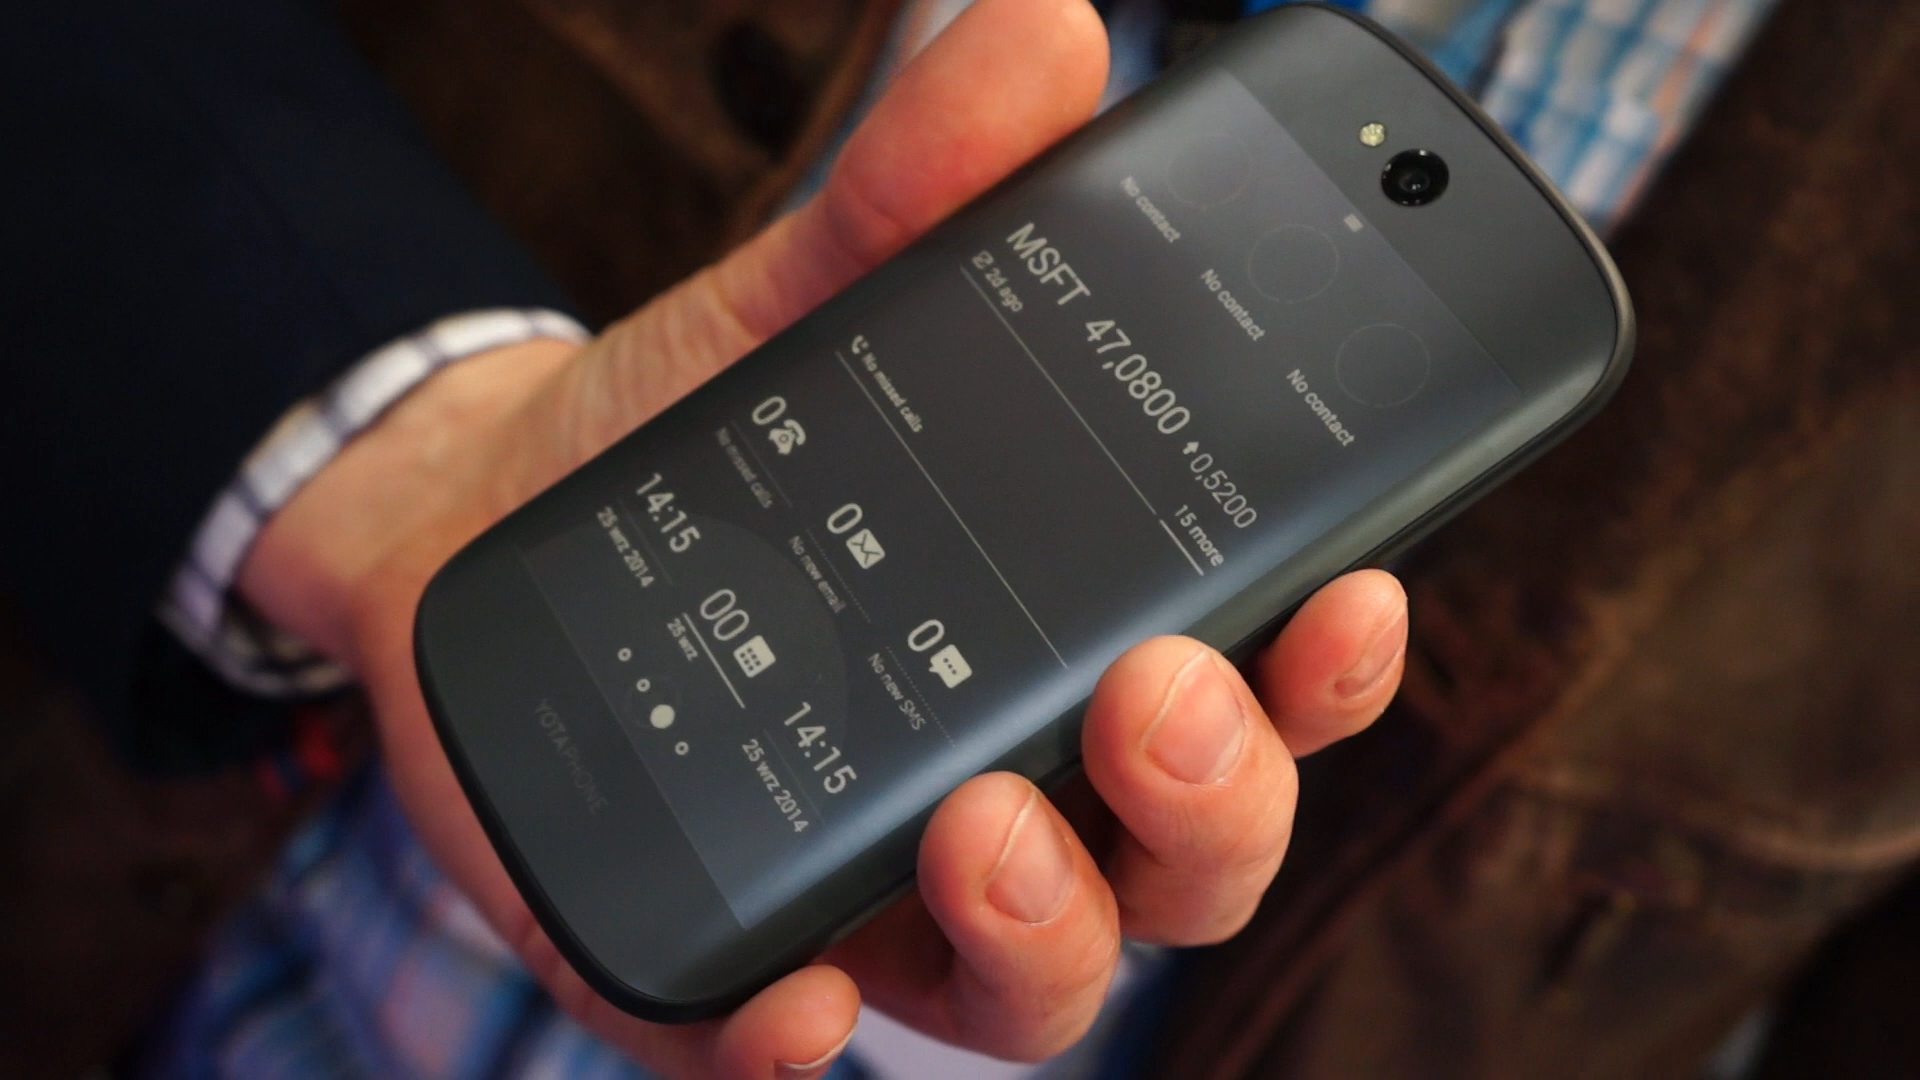 No contact
No contact
No contact
MSFT 47,0800 0,5200
2d ago
15 more
No missed calls
0
0
0
No missed calls
No new email
No new SMS
14:15
00
14:15
25 wrz 2014
25 wrz
25 wrz 2014
YOTAPHONE